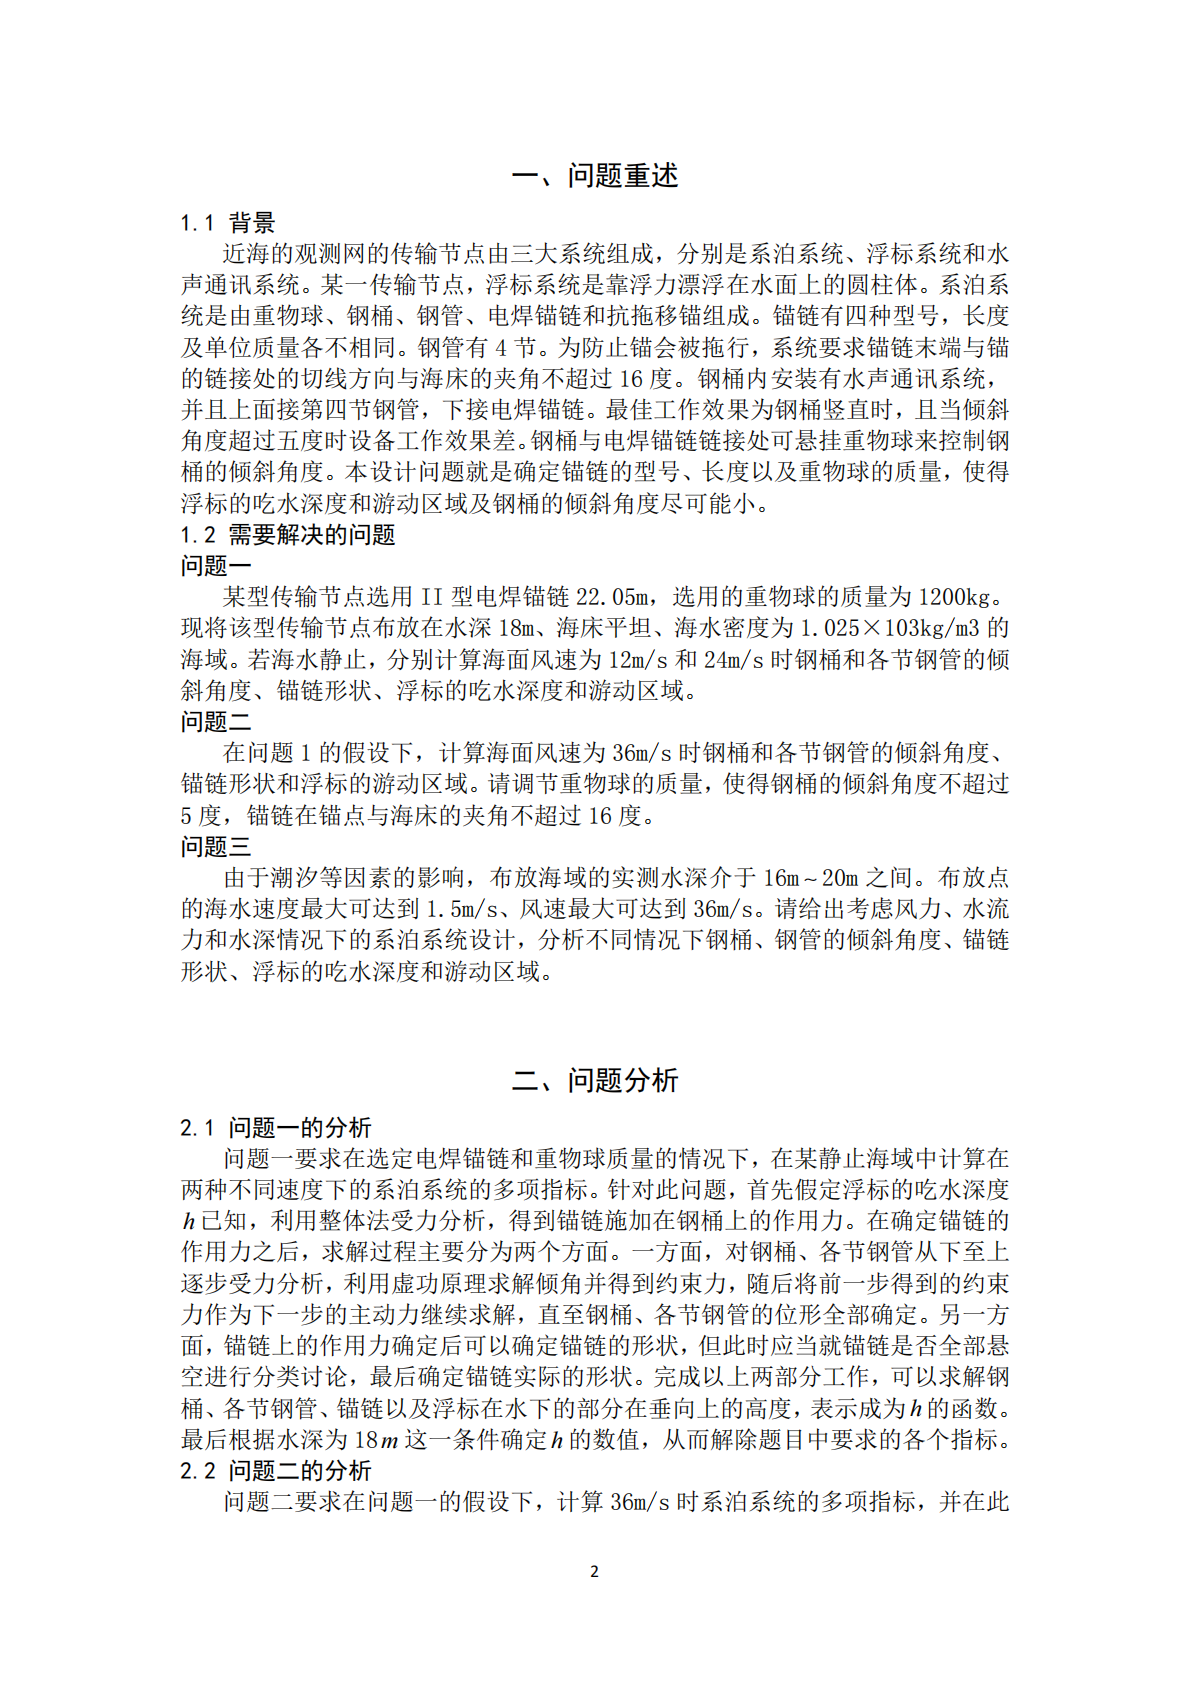 一、问题重述
1.1 背景
近海的观测网的传输节点由三大系统组成，分别是系泊系统、浮标系统和水
声通讯系统。某一传输节点，浮标系统是靠浮力漂浮在水面上的圆柱体。系泊系
统是由重物球、钢桶、钢管、电焊锚链和抗拖移锚组成。锚链有四种型号，长度
及单位质量各不相同。钢管有 4 节。为防止锚会被拖行，系统要求锚链末端与锚
的链接处的切线方向与海床的夹角不超过 16 度。钢桶内安装有水声通讯系统，
并且上面接第四节钢管，下接电焊锚链。最佳工作效果为钢桶竖直时，且当倾斜
角度超过五度时设备工作效果差。钢桶与电焊锚链链接处可悬挂重物球来控制钢
桶的倾斜角度。本设计问题就是确定锚链的型号、长度以及重物球的质量，使得
浮标的吃水深度和游动区域及钢桶的倾斜角度尽可能小。
1.2 需要解决的问题
问题一
某型传输节点选用 II 型电焊锚链 22.05m，选用的重物球的质量为 1200kg。
现将该型传输节点布放在水深 18m、海床平坦、海水密度为 1.025×103kg/m3 的
海域。若海水静止，分别计算海面风速为 12m/s 和 24m/s 时钢桶和各节钢管的倾
斜角度、锚链形状、浮标的吃水深度和游动区域。
问题二
在问题 1 的假设下，计算海面风速为 36m/s 时钢桶和各节钢管的倾斜角度、
锚链形状和浮标的游动区域。请调节重物球的质量，使得钢桶的倾斜角度不超过
5 度，锚链在锚点与海床的夹角不超过 16 度。
问题三
由于潮汐等因素的影响，布放海域的实测水深介于 16m～20m 之间。布放点
的海水速度最大可达到 1.5m/s、风速最大可达到 36m/s。请给出考虑风力、水流
力和水深情况下的系泊系统设计，分析不同情况下钢桶、钢管的倾斜角度、锚链
形状、浮标的吃水深度和游动区域。
二、问题分析
2.1 问题一的分析
问题一要求在选定电焊锚链和重物球质量的情况下，在某静止海域中计算在
两种不同速度下的系泊系统的多项指标。针对此问题，首先假定浮标的吃水深度
h 已知，利用整体法受力分析，得到锚链施加在钢桶上的作用力。在确定锚链的
作用力之后，求解过程主要分为两个方面。一方面，对钢桶、各节钢管从下至上
逐步受力分析，利用虚功原理求解倾角并得到约束力，随后将前一步得到的约束
力作为下一步的主动力继续求解，直至钢桶、各节钢管的位形全部确定。另一方
面，锚链上的作用力确定后可以确定锚链的形状，但此时应当就锚链是否全部悬
空进行分类讨论，最后确定锚链实际的形状。完成以上两部分工作，可以求解钢
桶、各节钢管、锚链以及浮标在水下的部分在垂向上的高度，表示成为 h 的函数。
最后根据水深为 18m 这一条件确定 h 的数值，从而解除题目中要求的各个指标。
2.2 问题二的分析
问题二要求在问题一的假设下，计算 36m/s 时系泊系统的多项指标，并在此
2